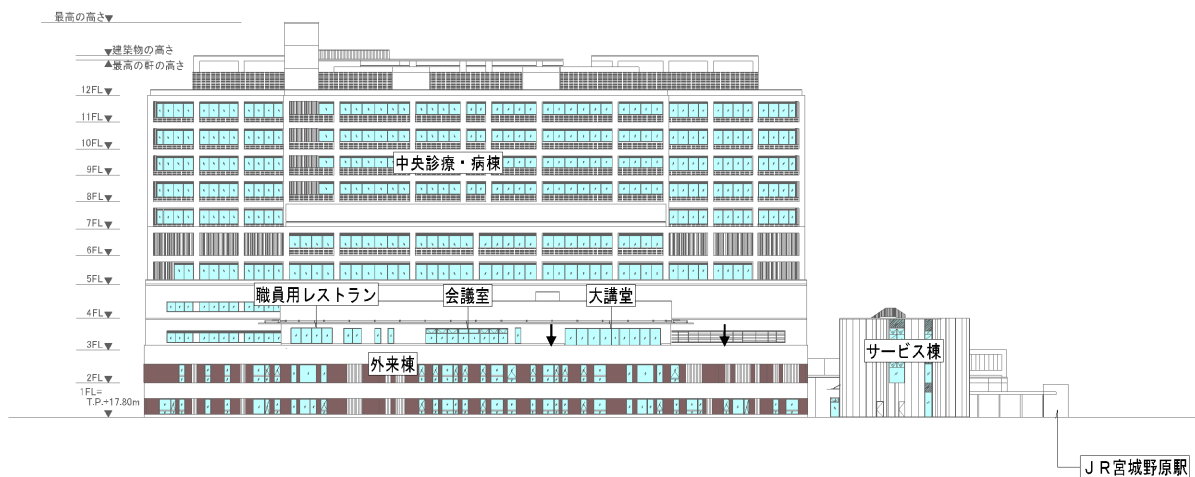 最高の高さ
建築物の高さ
最高の軒の高さ
12FL
11FL
10FL
9FL
中央診療・病棟
8FL
7FL
6FL
5FL
職員用レストラン
会議室
大講堂
4FL
3FL
サービス棟
外来棟
2FL
1FL=
T.P.+17.80m
JR宮城野原駅